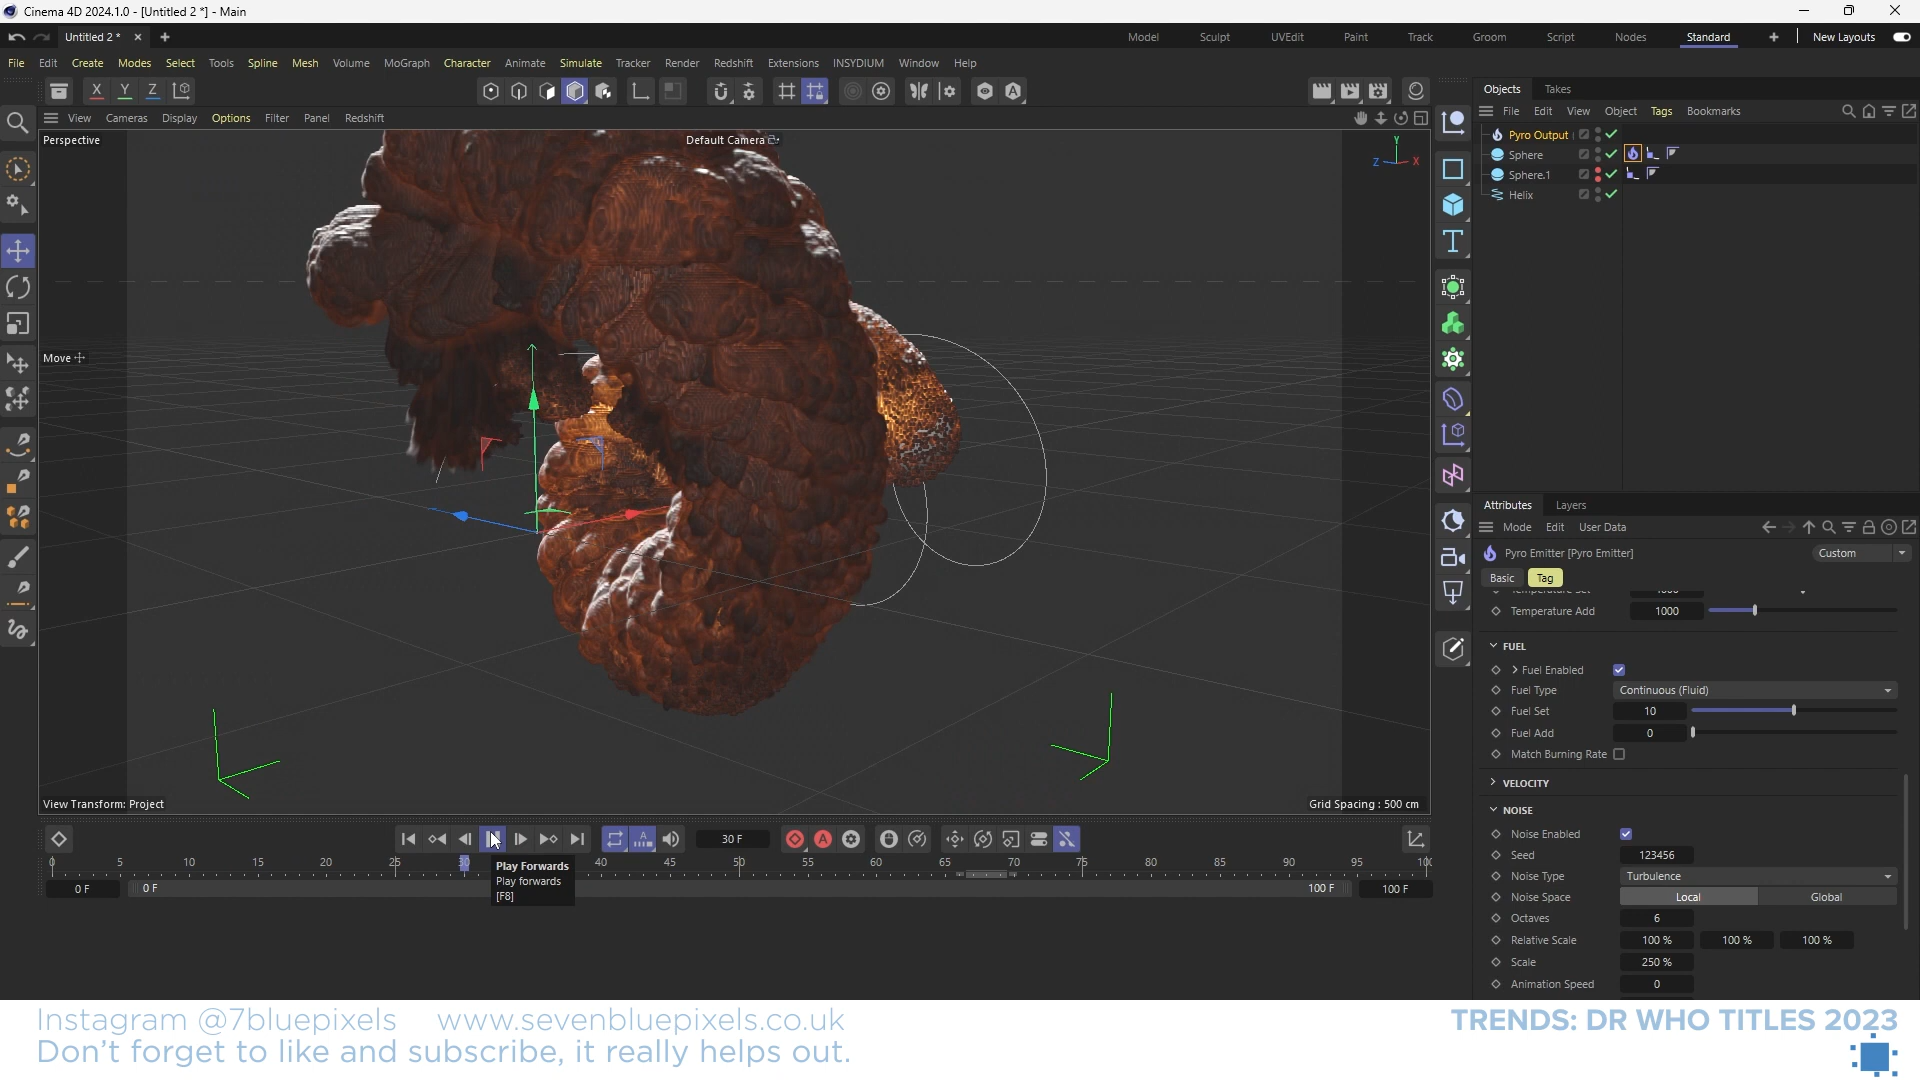 Cinema 4D 2024.1.0 - [Untitled 2 *] - Main
Untitled 2 *
Model Sculpt UVEdit Paint Track Groom Script Nodes Standard New Layouts
File Edit Create Modes Select Tools Spline Mesh Volume MoGraph Character Animate Simulate Tracker Render Redshift Extensions INSYDIUM Window Help
X Y Z
Objects Takes
View Cameras Display Options Filter Panel Redshift
File Edit View Object Tags Bookmarks
Perspective
Default Camera
Y
Z X
Pyro Output
Sphere
Sphere.1
Helix
Move
Attributes Layers
Mode Edit User Data
Pyro Emitter [Pyro Emitter]
Custom
Basic Tag
Temperature Add 1000
FUEL
Fuel Enabled
Fuel Type Continuous (Fluid)
Fuel Set 10
Fuel Add 0
Match Burning Rate
VELOCITY
NOISE
Noise Enabled
Seed 123456
Noise Type Turbulence
Noise Space Local Global
Octaves 6
Relative Scale 100 % 100 % 100 %
Scale 250 %
Animation Speed 0
View Transform: Project
Grid Spacing : 500 cm
30 F
0 5 10 15 20 25 30 40 45 50 55 60 65 70 75 80 85 90 95
Play Forwards
Play forwards
[F8]
0 F 0 F 100 F 100 F
Instagram @7bluepixels www.sevenbluepixels.co.uk
Don't forget to like and subscribe, it really helps out.
TRENDS: DR WHO TITLES 2023